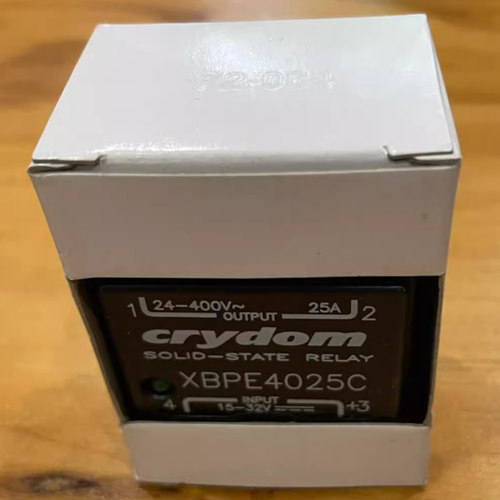 1 24-400V~ 25A 2
OUTPUT
crydom
SOLID-STATE RELAY
XBPE4025C
INPUT
4 15-32V +3